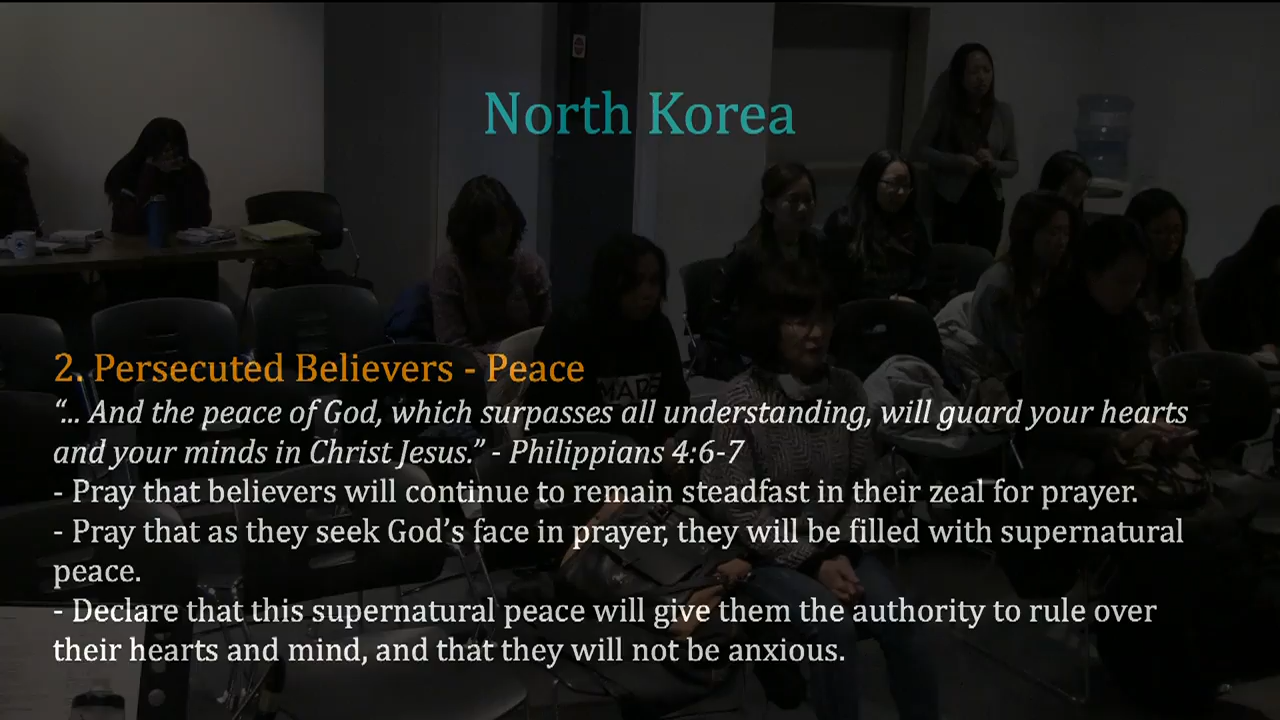 North Korea
2. Persecuted Believers - Peace
“... And the peace of God, which surpasses all understanding, will guard your hearts
and your minds in Christ Jesus.” - Philippians 4:6-7
- Pray that believers will continue to remain steadfast in their zeal for prayer.
- Pray that as they seek God’s face in prayer, they will be filled with supernatural
peace.
- Declare that this supernatural peace will give them the authority to rule over
their hearts and mind, and that they will not be anxious.